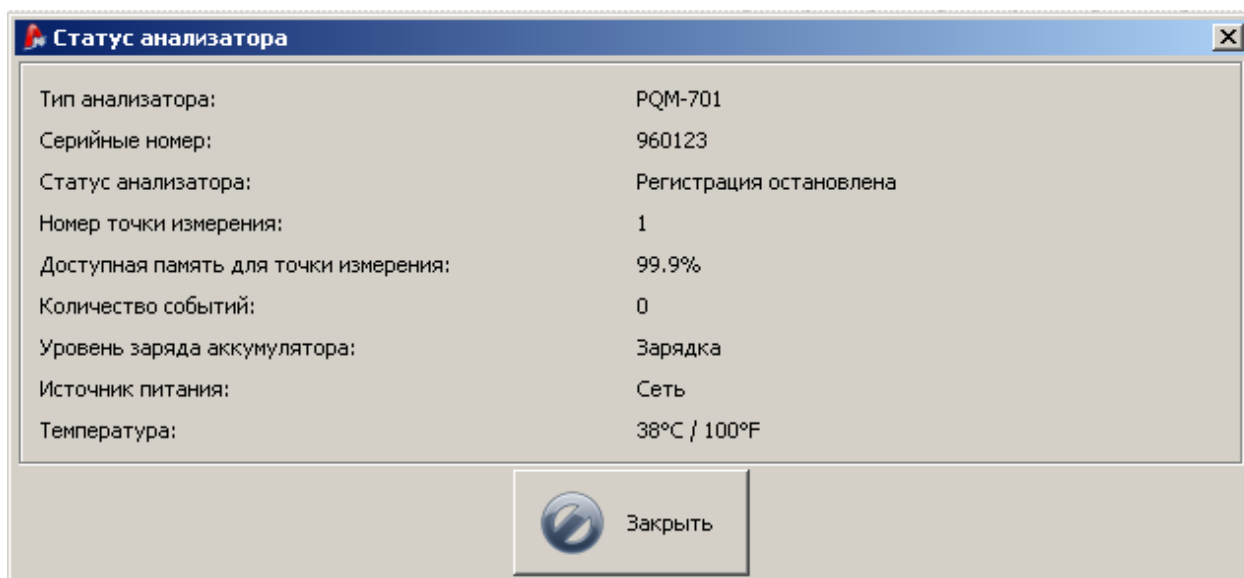 Статус анализатора
Тип анализатора: PQM-701
Серийные номер: 960123
Статус анализатора: Регистрация остановлена
Номер точки измерения: 1
Доступная память для точки измерения: 99.9%
Количество событий: 0
Уровень заряда аккумулятора: Зарядка
Источник питания: Сеть
Температура: 38°C / 100°F
Закрыть